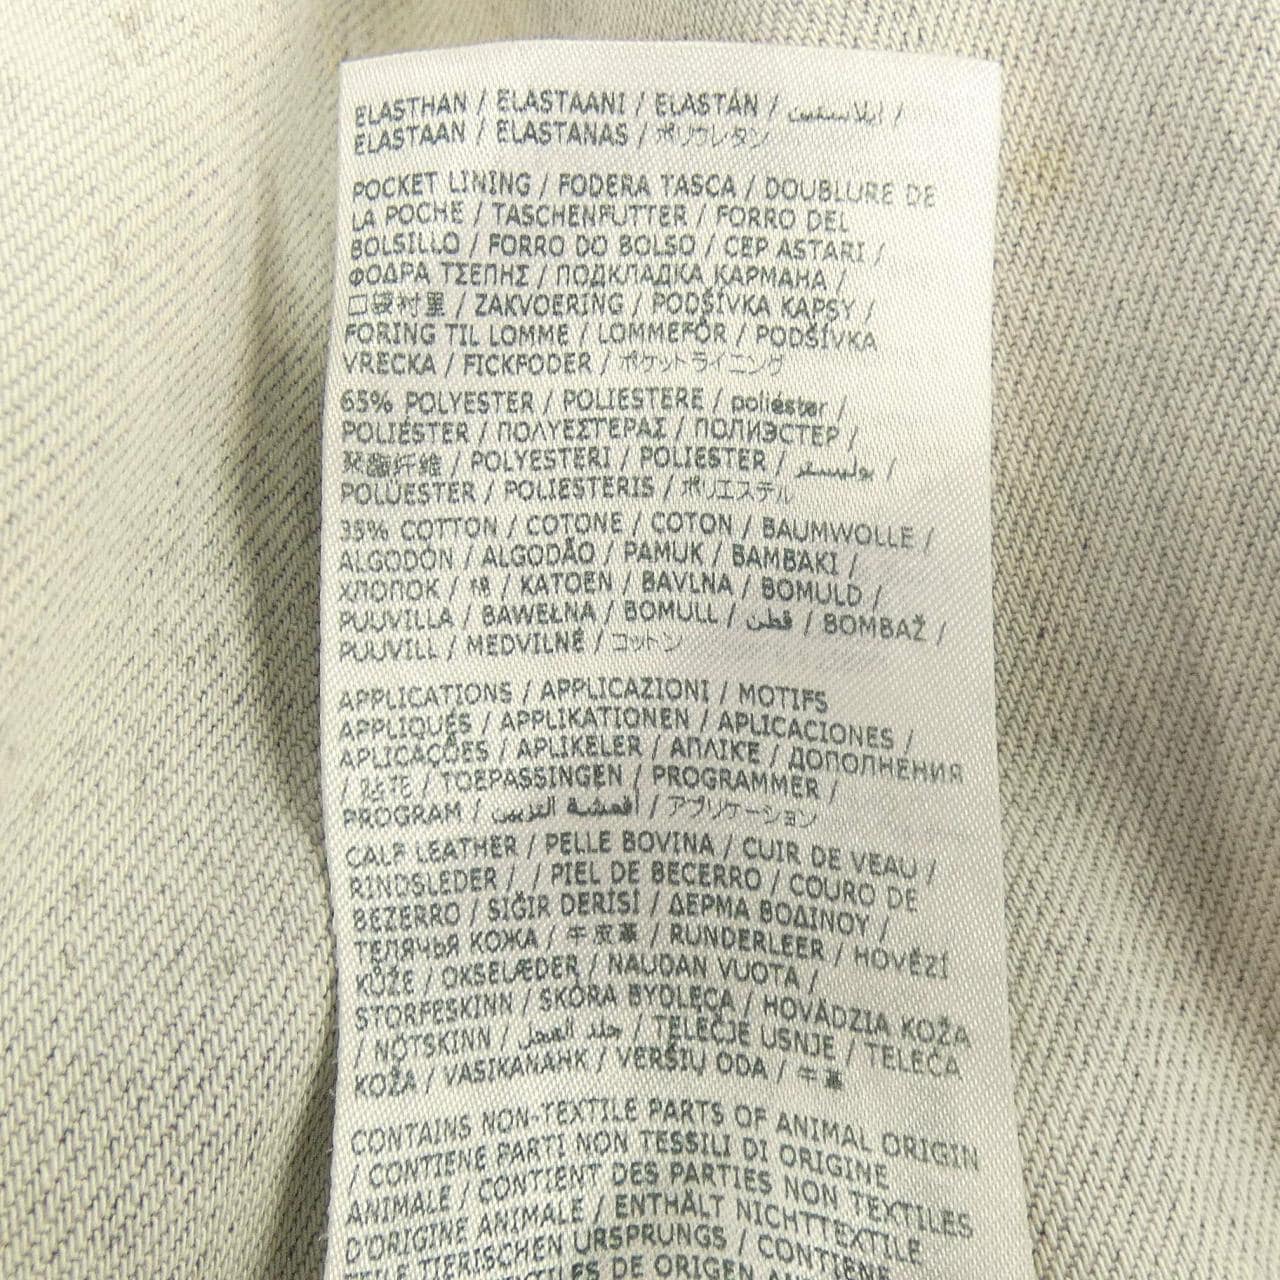 ELASTHAN / ELASTAANI / ELASTÁN / ايلاستين /
ELASTAAN / ELASTANAS / ポリウレタン
POCKET LINING / FODERA TASCA / DOUBLURE DE
LA POCHE / TASCHENFUTTER / FORRO DEL
BOLSILLO / FORRO DO BOLSO / CEP ASTARI /
ΦΟΔΡΑ ΤΣΕΠΗΣ / ПОДКЛАДКА КАРМАНА /
口袋衬里 / ZAKVOERING / PODŠÍVKA KAPSY /
FORING TIL LOMME / LOMMEFÔR / PODŠÍVKA
VRECKA / FICKFODER / ポケットライニング
65% POLYESTER / POLIESTERE / poliéster /
POLIÉSTER / ΠΟΛΥΕΣΤΕΡΑΣ / ПОЛИЭСТЕР /
聚酯纤维 / POLYESTERI / POLIESTER / بوليستر /
POLÜESTER / POLIESTERIS / ポリエステル
35% COTTON / COTONE / COTON / BAUMWOLLE /
ALGODÓN / ALGODÃO / PAMUK / ΒΑΜΒΑΚΙ /
ХЛОПОК / 棉 / KATOEN / BAVLNA / BOMULD /
PUUVILLA / BAWEŁNA / BOMULL / قطن / BOMBAŽ /
PUUVILL / MEDVILNĖ / コットン
APPLICATIONS / APPLICAZIONI / MOTIFS
APPLIQUÉS / APPLIKATIONEN / APLICACIONES /
APLICAÇÕES / APLIKELER / ΑΠΛΙΚΕ / ДОПОЛНЕНИЯ
/ TOEPASSINGEN / PROGRAMMER /
PROGRAM / أقمشة التزيين / アプリケーション
CALF LEATHER / PELLE BOVINA / CUIR DE VEAU /
RINDSLEDER / / PIEL DE BECERRO / COURO DE
BEZERRO / SIĞIR DERİSİ / ΔΕΡΜΑ ΒΟΔΙΝΟΥ /
ТЕЛЯЧЬЯ КОЖА / 牛皮革 / RUNDERLEER / HOVĚZÍ
KŮŽE / OKSELÆDER / NAUDAN VUOTA /
STORFESKINN / SKÓRA BYDLĘCA / HOVÄDZIA KOŽA
/ NÖTSKINN / جلد العجل / TELEČJE USNJE / TELEĆA
KOŽA / VASIKANAHK / VERŠIŲ ODA / 牛革
CONTAINS NON-TEXTILE PARTS OF ANIMAL ORIGIN
/ CONTIENE PARTI NON TESSILI DI ORIGINE
ANIMALE / CONTIENT DES PARTIES NON TEXTILES
D'ORIGINE ANIMALE / ENTHÄLT NICHTTEXTILE
TEILE TIERISCHEN URSPRUNGS / CONTIENE
TEXTILES DE ORIGEN